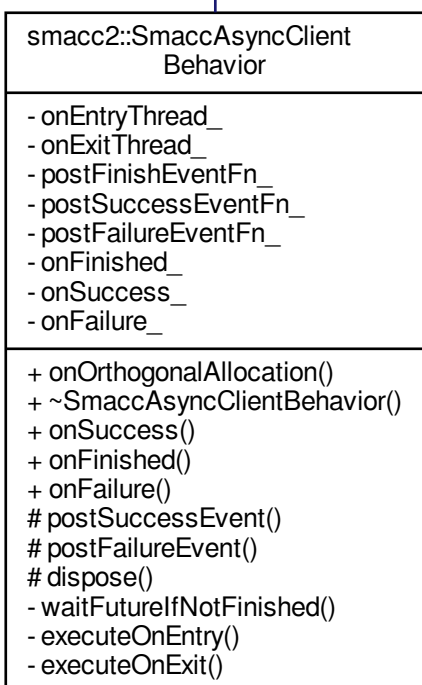 smacc2::SmaccAsyncClient
Behavior
- onEntryThread_
- onExitThread_
- postFinishEventFn_
- postSuccessEventFn_
- postFailureEventFn_
- onFinished_
- onSuccess_
- onFailure_
+ onOrthogonalAllocation()
+ ~SmaccAsyncClientBehavior()
+ onSuccess()
+ onFinished()
+ onFailure()
# postSuccessEvent()
# postFailureEvent()
# dispose()
- waitFutureIfNotFinished()
- executeOnEntry()
- executeOnExit()